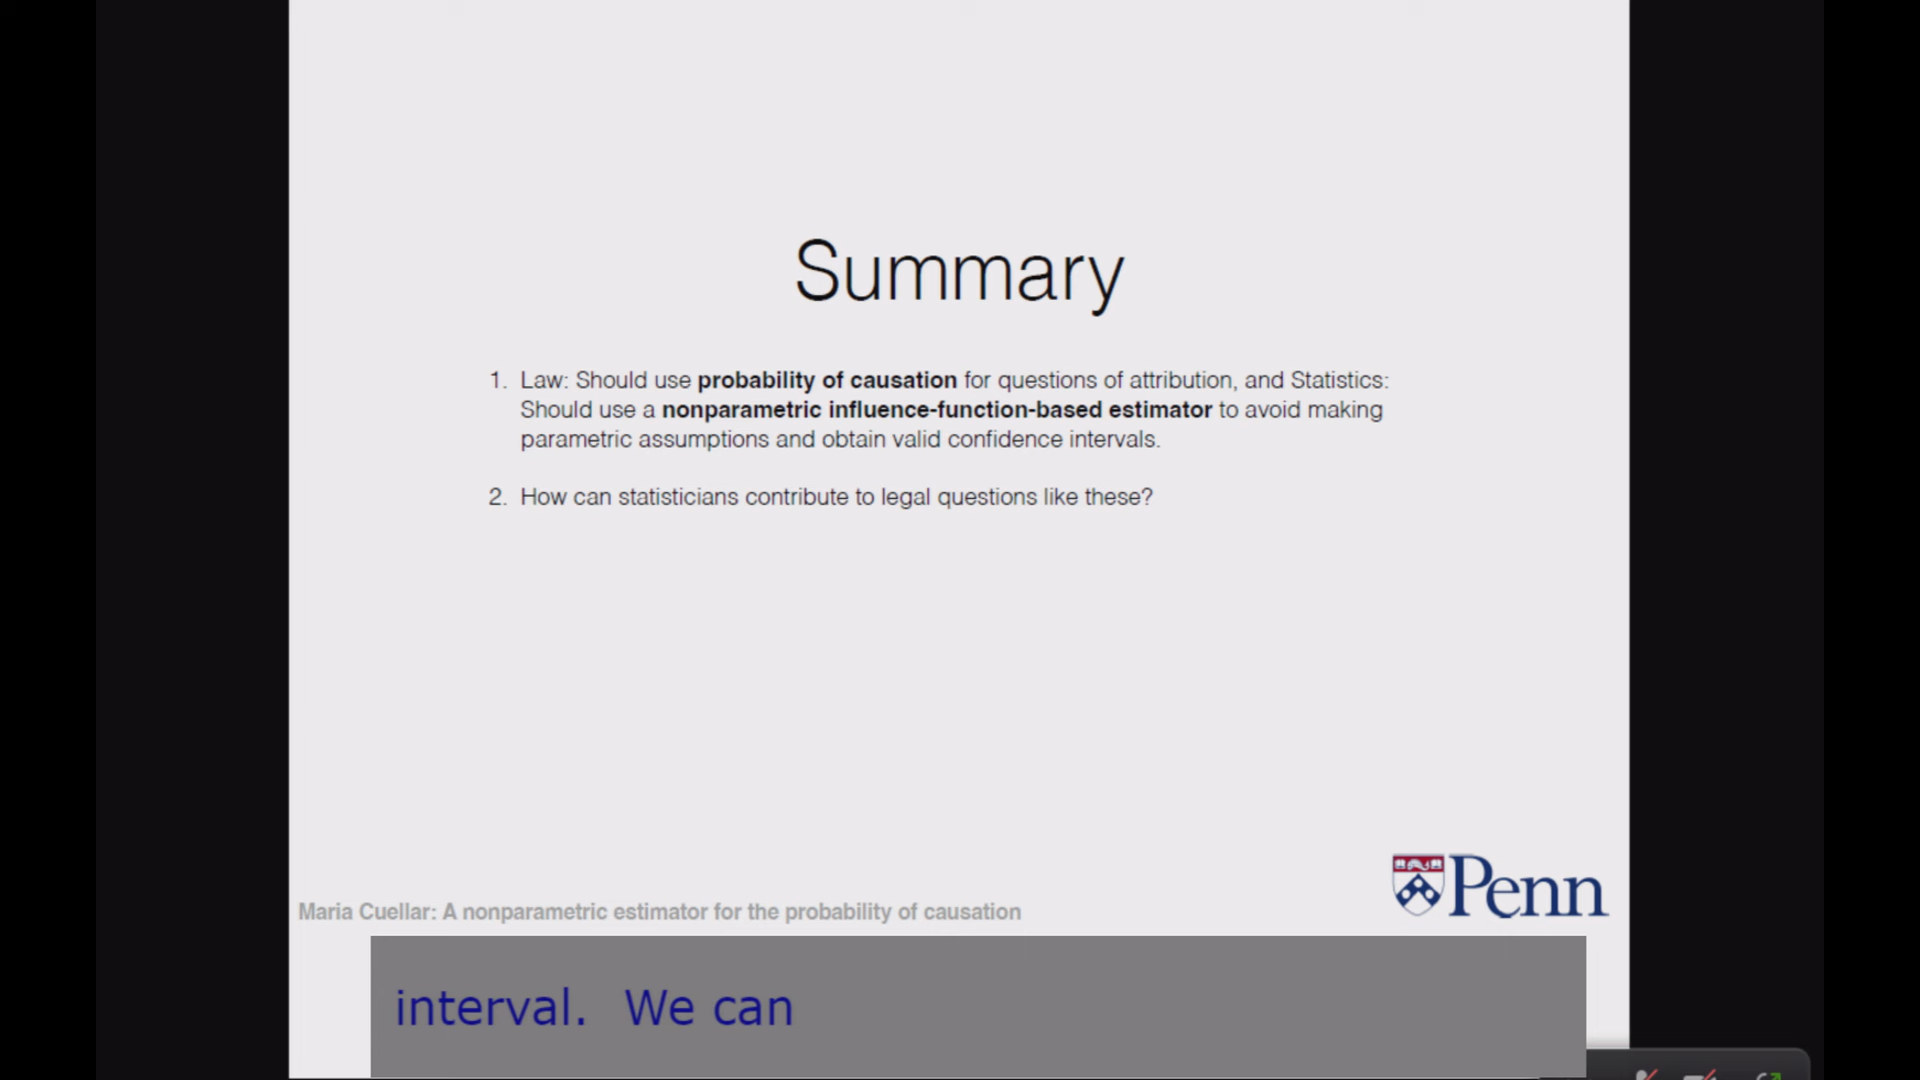 Summary
1. Law: Should use probability of causation for questions of attribution, and Statistics:
Should use a nonparametric influence-function-based estimator to avoid making
parametric assumptions and obtain valid confidence intervals.
2. How can statisticians contribute to legal questions like these?
Penn
Maria Cuellar: A nonparametric estimator for the probability of causation
interval.  We can